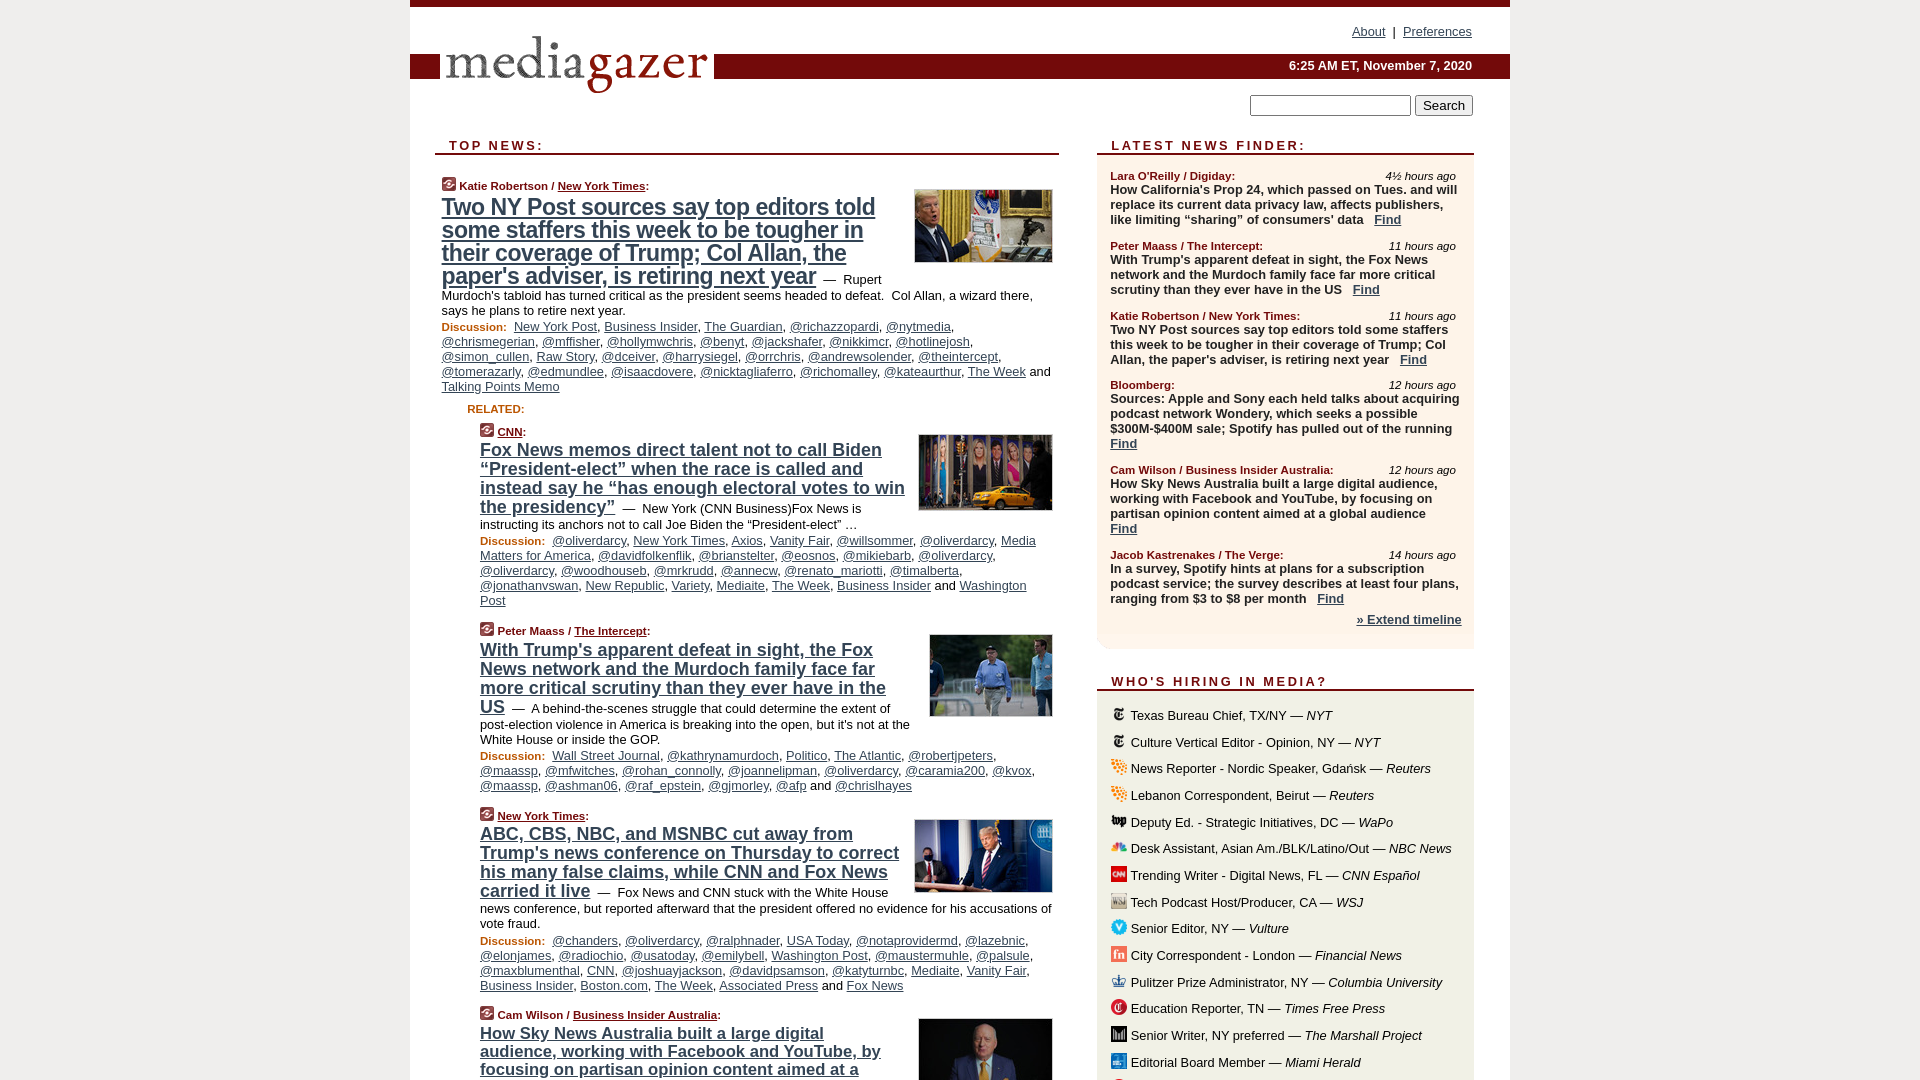 About | Preferences
mediagazer
6:25 AM ET, November 7, 2020
Search
TOP NEWS:
Katie Robertson / New York Times:
Two NY Post sources say top editors told
some staffers this week to be tougher in
their coverage of Trump; Col Allan, the
paper's adviser, is retiring next year — Rupert
Murdoch's tabloid has turned critical as the president seems headed to defeat. Col Allan, a wizard there,
says he plans to retire next year.
Discussion: New York Post, Business Insider, The Guardian, @richazzopardi, @nytmedia,
@chrismegerian, @mffisher, @hollymwchris, @benyt, @jackshafer, @nikkimcr, @hotlinejosh,
@simon_cullen, Raw Story, @dceiver, @harrysiegel, @orrchris, @andrewsolender, @theintercept,
@tomerazarly, @edmundlee, @isaacdovere, @nicktagliaferro, @richomalley, @kateaurthur, The Week and
Talking Points Memo
RELATED:
CNN:
Fox News memos direct talent not to call Biden
“President-elect” when the race is called and
instead say he “has enough electoral votes to win
the presidency” — New York (CNN Business)Fox News is
instructing its anchors not to call Joe Biden the “President-elect” …
Discussion: @oliverdarcy, New York Times, Axios, Vanity Fair, @willsommer, @oliverdarcy, Media
Matters for America, @davidfolkenflik, @brianstelter, @eosnos, @mikiebarb, @oliverdarcy,
@oliverdarcy, @woodhouseb, @mrkrudd, @annecw, @renato_mariotti, @timalberta,
@jonathanvswan, New Republic, Variety, Mediaite, The Week, Business Insider and Washington
Post
Peter Maass / The Intercept:
With Trump's apparent defeat in sight, the Fox
News network and the Murdoch family face far
more critical scrutiny than they ever have in the
US — A behind-the-scenes struggle that could determine the extent of
post-election violence in America is breaking into the open, but it's not at the
White House or inside the GOP.
Discussion: Wall Street Journal, @kathrynamurdoch, Politico, The Atlantic, @robertjpeters,
@maassp, @mfwitches, @rohan_connolly, @joannelipman, @oliverdarcy, @caramia200, @kvox,
@maassp, @ashman06, @raf_epstein, @gjmorley, @afp and @chrislhayes
New York Times:
ABC, CBS, NBC, and MSNBC cut away from
Trump's news conference on Thursday to correct
his many false claims, while CNN and Fox News
carried it live — Fox News and CNN stuck with the White House
news conference, but reported afterward that the president offered no evidence for his accusations of
vote fraud.
Discussion: @chanders, @oliverdarcy, @ralphnader, USA Today, @notaprovidermd, @lazebnic,
@elonjames, @radiochio, @usatoday, @emilybell, Washington Post, @maustermuhle, @palsule,
@maxblumenthal, CNN, @joshuayjackson, @davidpsamson, @katyturnbc, Mediaite, Vanity Fair,
Business Insider, Boston.com, The Week, Associated Press and Fox News
Cam Wilson / Business Insider Australia:
How Sky News Australia built a large digital
audience, working with Facebook and YouTube, by
focusing on partisan opinion content aimed at a
LATEST NEWS FINDER:
Lara O'Reilly / Digiday: 4½ hours ago
How California's Prop 24, which passed on Tues. and will
replace its current data privacy law, affects publishers,
like limiting “sharing” of consumers' data Find
Peter Maass / The Intercept: 11 hours ago
With Trump's apparent defeat in sight, the Fox News
network and the Murdoch family face far more critical
scrutiny than they ever have in the US Find
Katie Robertson / New York Times: 11 hours ago
Two NY Post sources say top editors told some staffers
this week to be tougher in their coverage of Trump; Col
Allan, the paper's adviser, is retiring next year Find
Bloomberg: 12 hours ago
Sources: Apple and Sony each held talks about acquiring
podcast network Wondery, which seeks a possible
$300M-$400M sale; Spotify has pulled out of the running
Find
Cam Wilson / Business Insider Australia: 12 hours ago
How Sky News Australia built a large digital audience,
working with Facebook and YouTube, by focusing on
partisan opinion content aimed at a global audience
Find
Jacob Kastrenakes / The Verge: 14 hours ago
In a survey, Spotify hints at plans for a subscription
podcast service; the survey describes at least four plans,
ranging from $3 to $8 per month Find
» Extend timeline
WHO'S HIRING IN MEDIA?
Texas Bureau Chief, TX/NY — NYT
Culture Vertical Editor - Opinion, NY — NYT
News Reporter - Nordic Speaker, Gdańsk — Reuters
Lebanon Correspondent, Beirut — Reuters
Deputy Ed. - Strategic Initiatives, DC — WaPo
Desk Assistant, Asian Am./BLK/Latino/Out — NBC News
Trending Writer - Digital News, FL — CNN Español
Tech Podcast Host/Producer, CA — WSJ
Senior Editor, NY — Vulture
City Correspondent - London — Financial News
Pulitzer Prize Administrator, NY — Columbia University
Education Reporter, TN — Times Free Press
Senior Writer, NY preferred — The Marshall Project
Editorial Board Member — Miami Herald